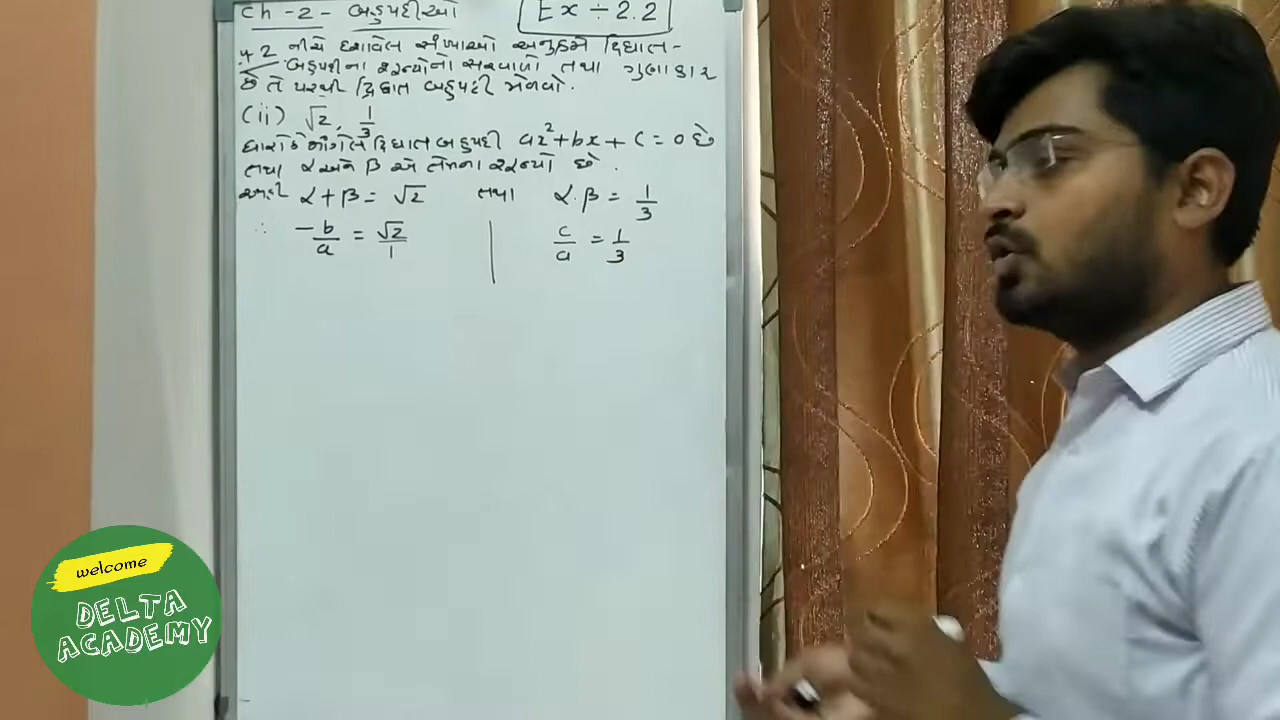 Ch - 2 - બહુપદીઓ
Ex ÷ 2.2
2 નીચે દર્શાવેલ સંખ્યાઓ અનુક્રમે દ્વિઘાત-
બહુપદીના શૂન્યોનો સરવાળો તથા ગુણાકાર
છે તે પરથી દ્વિઘાત બહુપદી મેળવો.
(ii) √2, 1/3
ધારો કે માંગેલ દ્વિઘાત બહુપદી ax²+bx+c=0 છે
તથા α અને β એ તેના શૂન્યો છે.
અહી α+β = √2 તથા α.β = 1/3
∴ -b/a = √2/1 c/a = 1/3
welcome
DELTA
ACADEMY